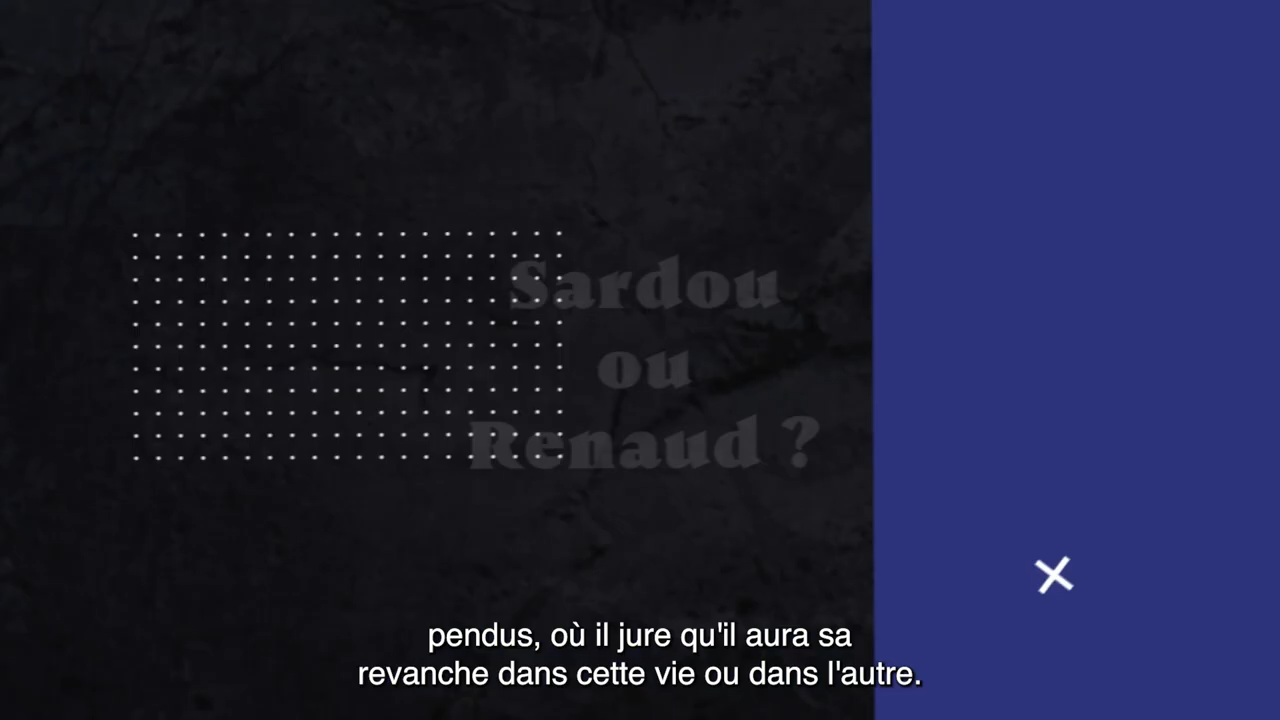 Sardou
ou
Renaud ?
pendus, où il jure qu'il aura sa
revanche dans cette vie ou dans l'autre.